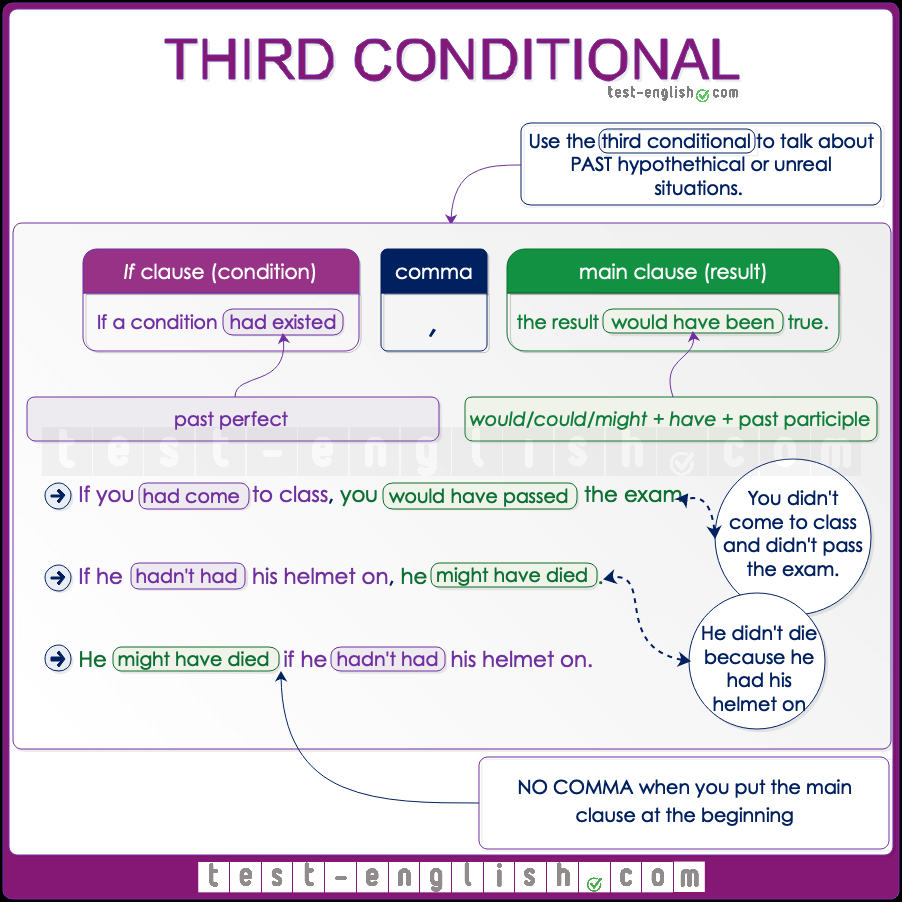 THIRD CONDITIONAL
test-english com
Use the third conditional to talk about
PAST hypothethical or unreal
situations.
If clause (condition)
comma
main clause (result)
If a condition had existed
,
the result would have been true.
past perfect
would/could/might + have + past participle
test-english com
If you had come to class, you would have passed the exam
You didn't
come to class
and didn't pass
the exam.
If he hadn't had his helmet on, he might have died.
He didn't die
because he
had his
helmet on
He might have died if he hadn't had his helmet on.
NO COMMA when you put the main
clause at the beginning
test-english com